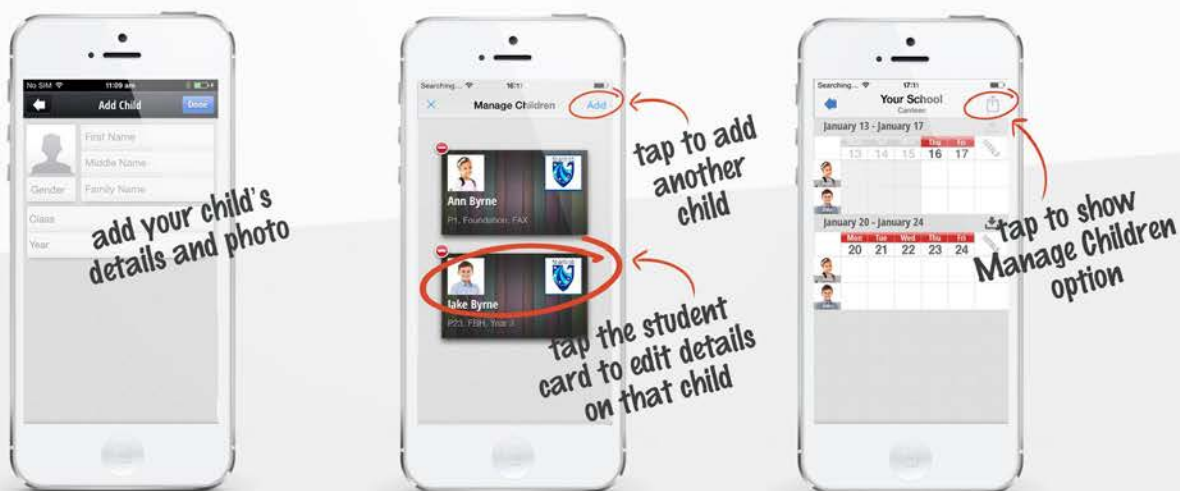 No SIM 11:09 am
Add Child
Done
First Name
Middle Name
Gender
Family Name
Class
Year
add your child's
details and photo
Searching...
Manage Children
Add
Ann Byrne
P1, Foundation, FAX
Jake Byrne
P23, FBH, Year 3
tap to add
another
child
tap the student
card to edit details
on that child
Searching... 17:11
Your School
Canteen
January 13 - January 17
Thu Fri
13 14 15 16 17
January 20 - January 24
Mon Tue Wed Thu Fri
20 21 22 23 24
tap to show
Manage Children
option